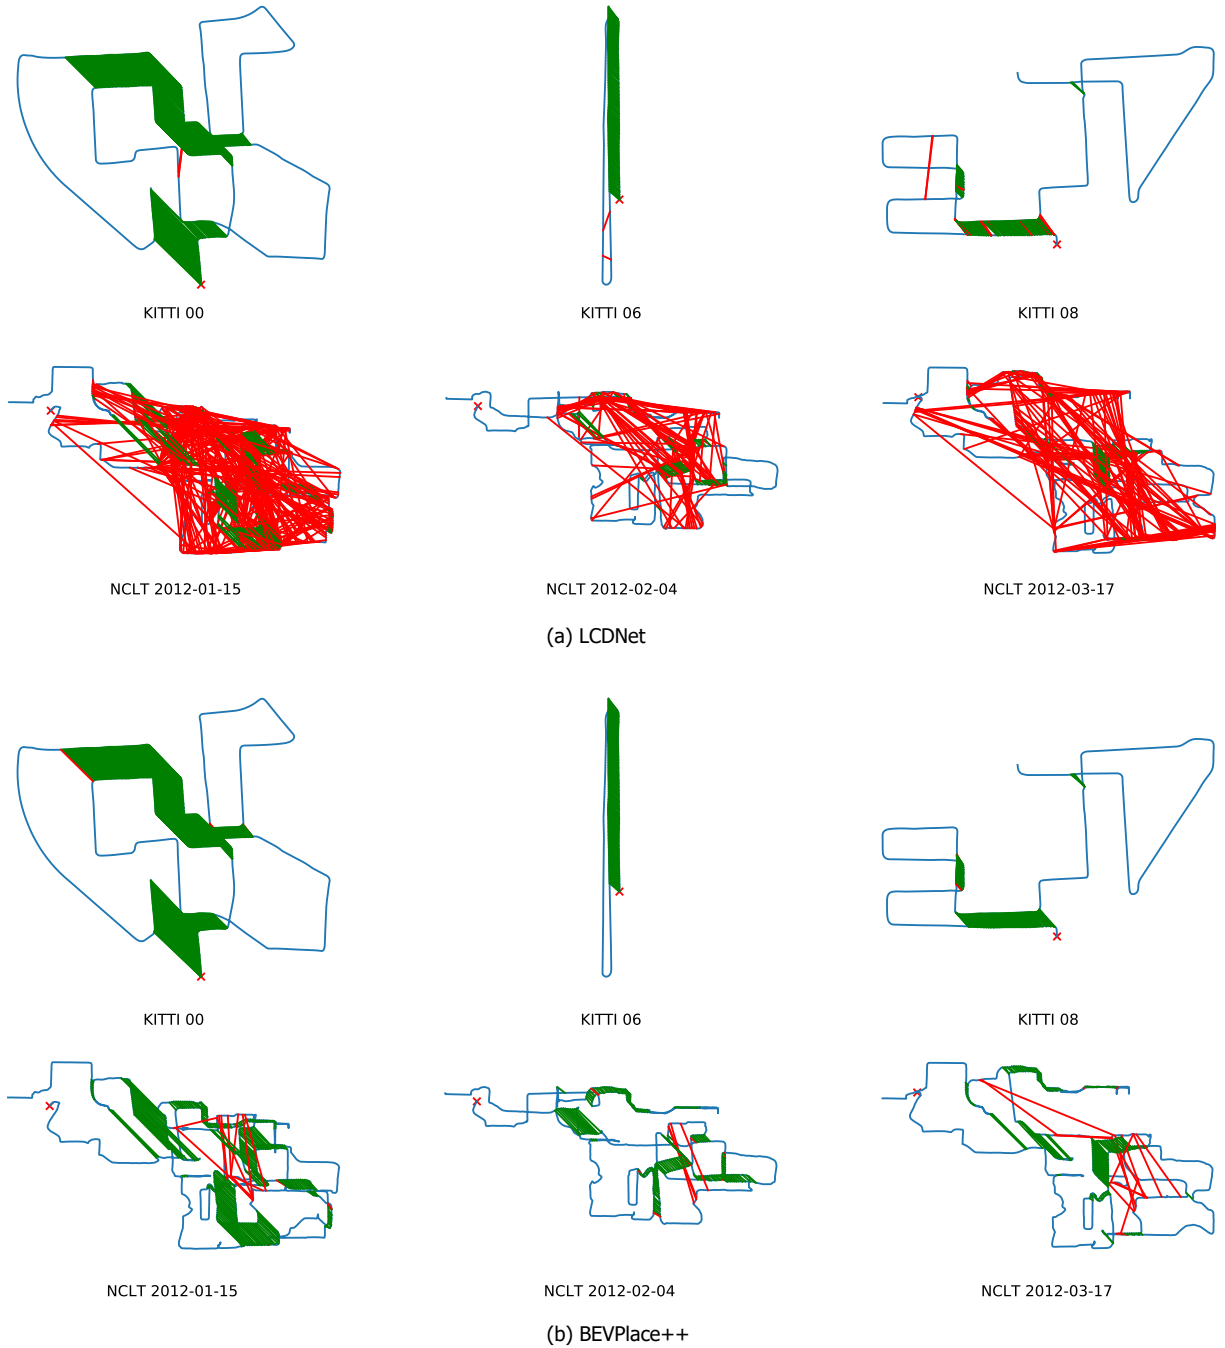 KITTI 00
KITTI 06
KITTI 08
NCLT 2012-01-15
NCLT 2012-02-04
NCLT 2012-03-17
(a) LCDNet
KITTI 00
KITTI 06
KITTI 08
NCLT 2012-01-15
NCLT 2012-02-04
NCLT 2012-03-17
(b) BEVPlace++